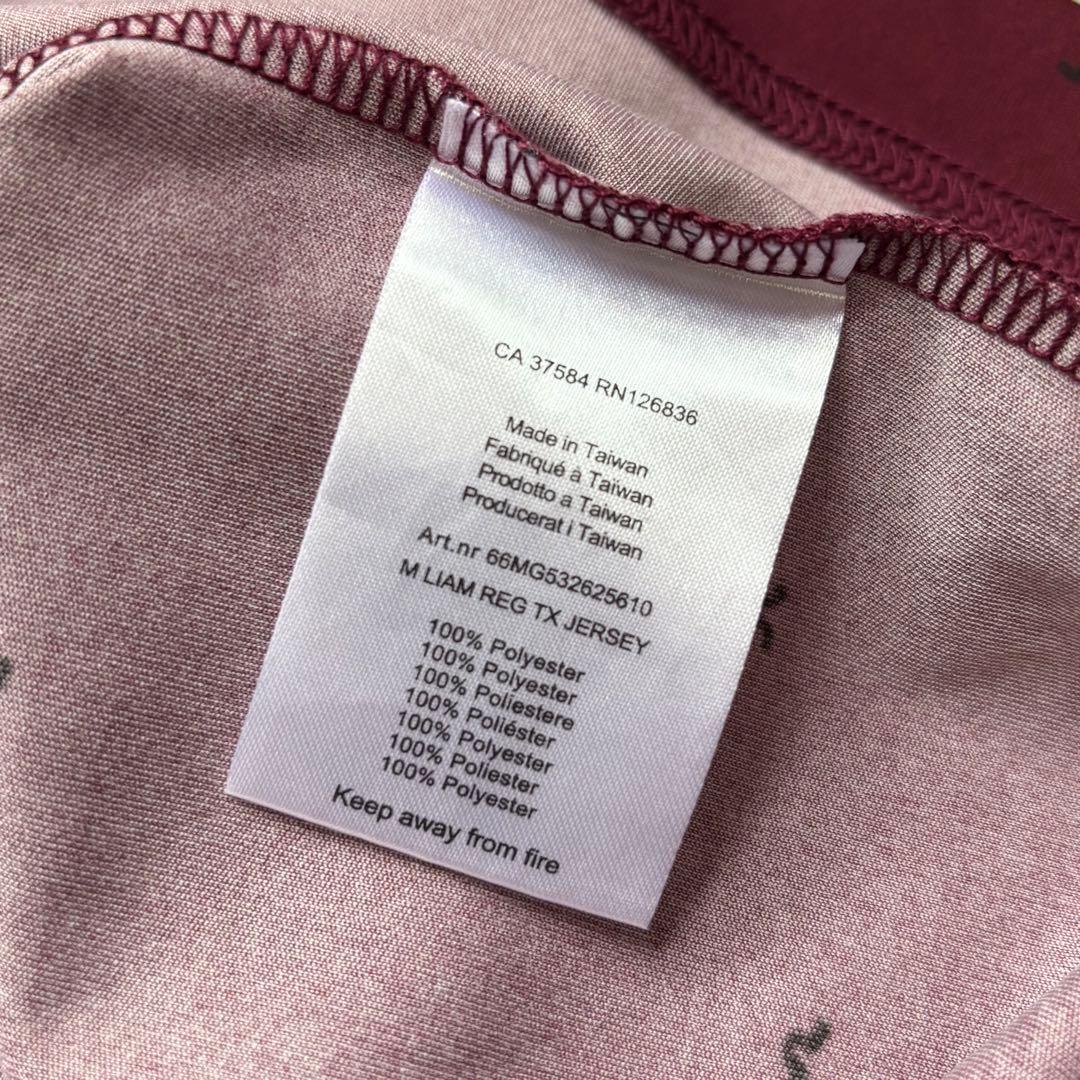 CA 37584 RN126836
Made in Taiwan
Fabriqué à Taiwan
Prodotto a Taiwan
Producerat i Taiwan
Art.nr 66MG532625610
M LIAM REG TX JERSEY
100% Polyester
100% Polyester
100% Poliestere
100% Poliéster
100% Polyester
100% Poliester
100% Polyester
Keep away from fire